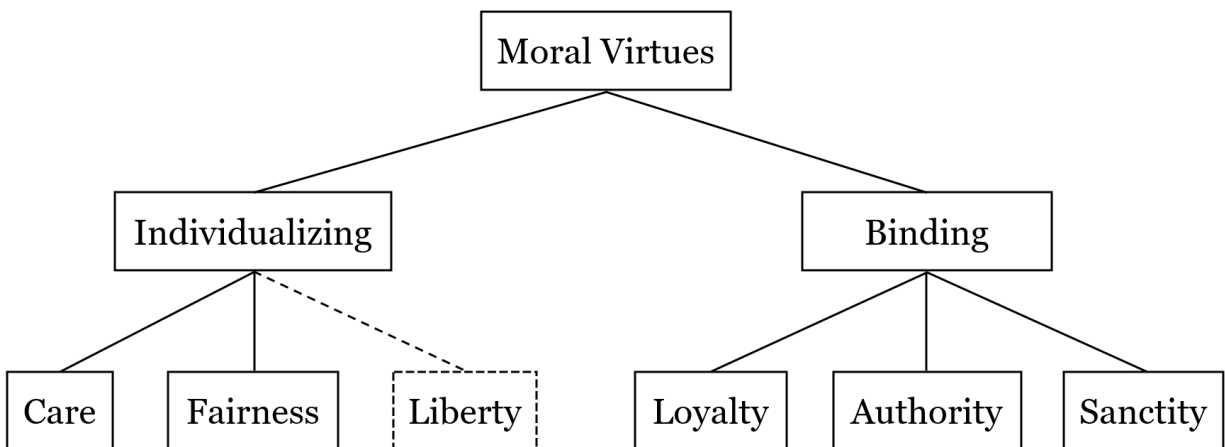 Moral Virtues
Individualizing
Binding
Care
Fairness
Liberty
Loyalty
Authority
Sanctity